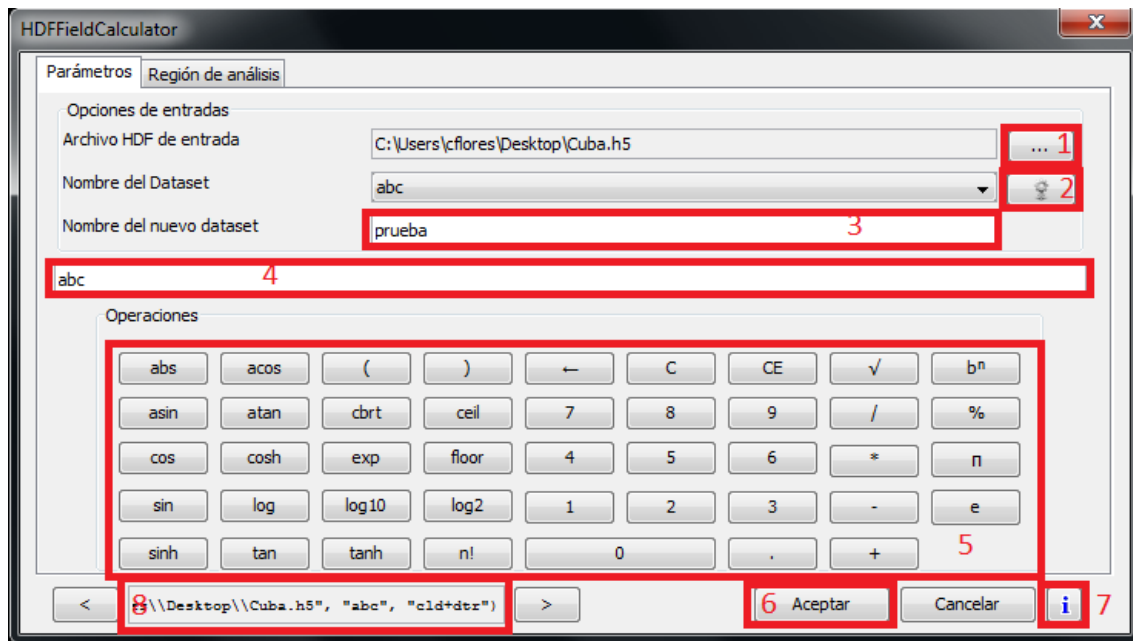 HDFFieldCalculator
x
Parámetros Región de análisis
Opciones de entradas
Archivo HDF de entrada C:\Users\cflores\Desktop\Cuba.h5 ... 1
Nombre del Dataset abc 2
Nombre del nuevo dataset prueba 3
abc 4
Operaciones
abs acos ( ) ← C CE √ bⁿ
asin atan cbrt ceil 7 8 9 / %
cos cosh exp floor 4 5 6 * п
sin log log10 log2 1 2 3 - e
sinh tan tanh n! 0 . + 5
< 8 \\Desktop\\Cuba.h5", "abc", "cld+dtr") > 6 Aceptar Cancelar i 7